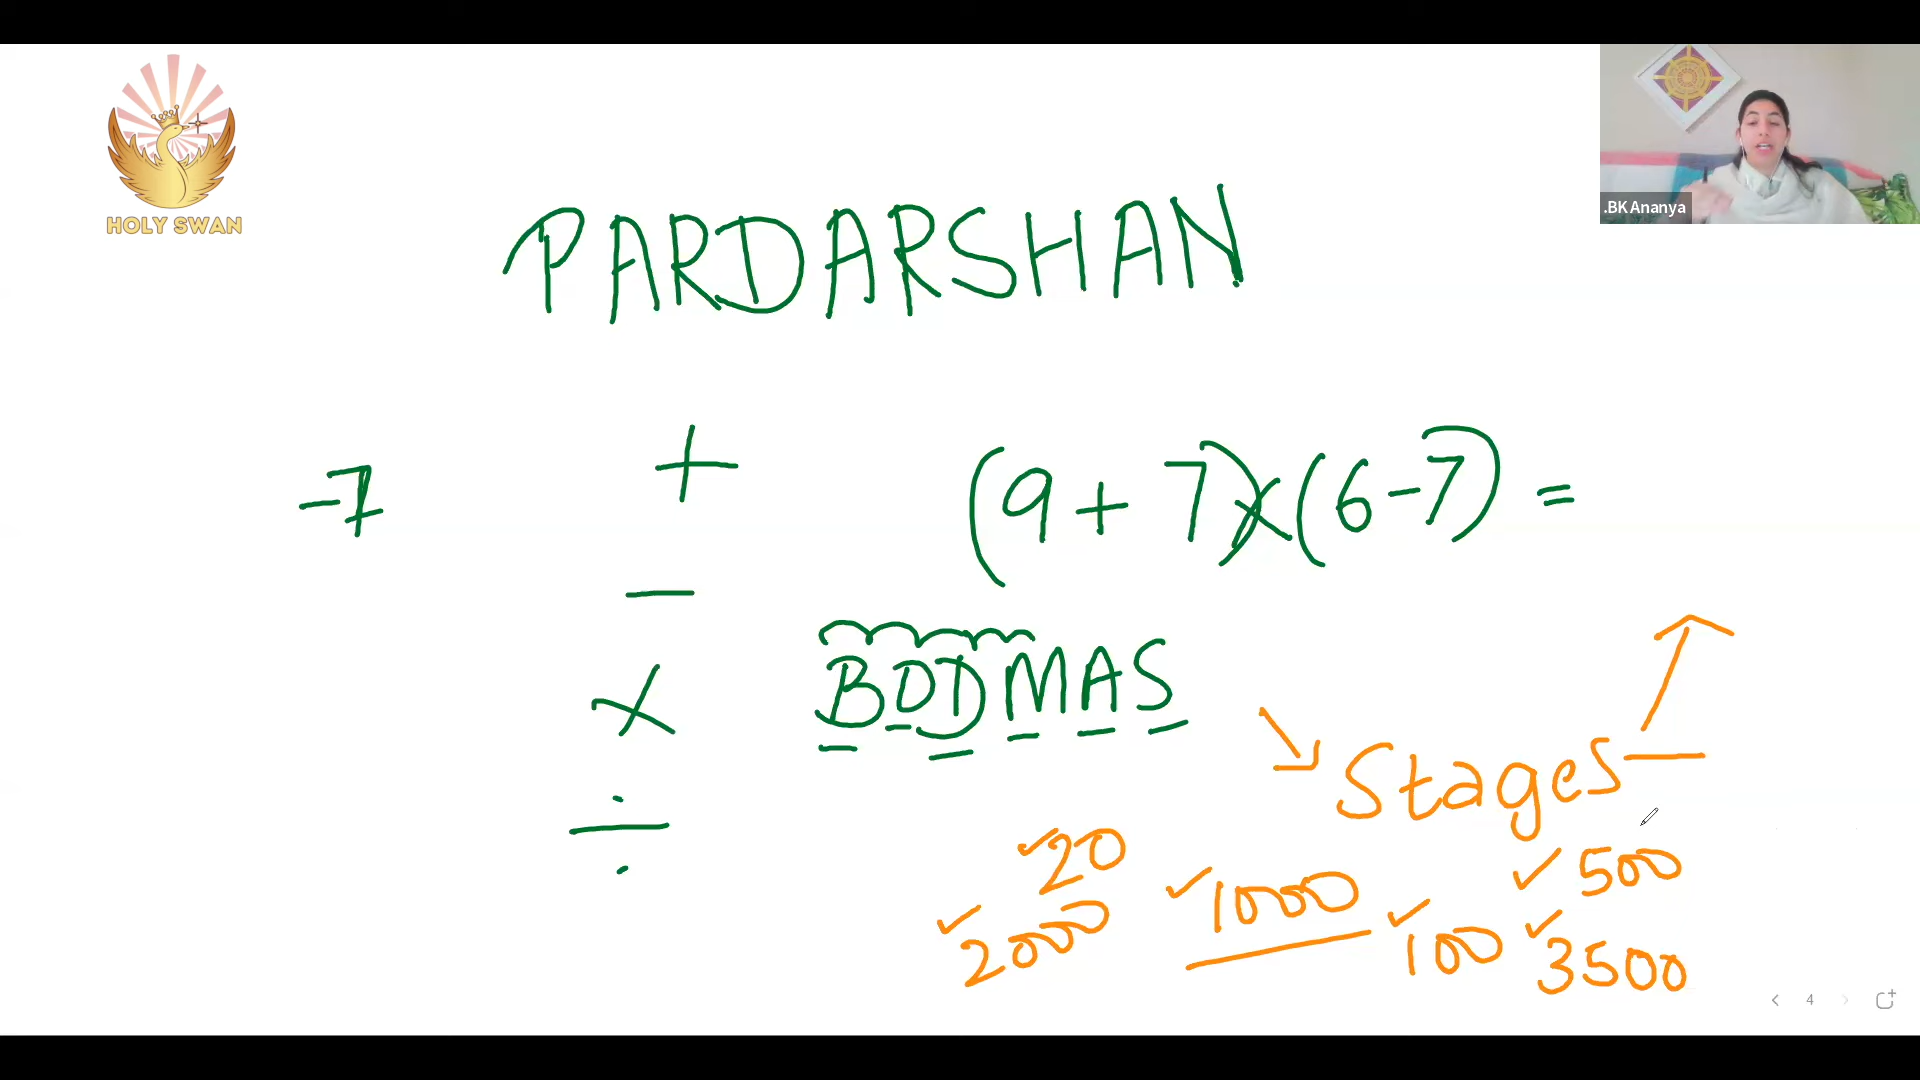 HOLY SWAN
.BK Ananya
PARDARSHAN
-7
+
(9+7)×(6-7) =
-
×
÷
BODMAS
Stages
20
2000
1000
100
500
3500
4